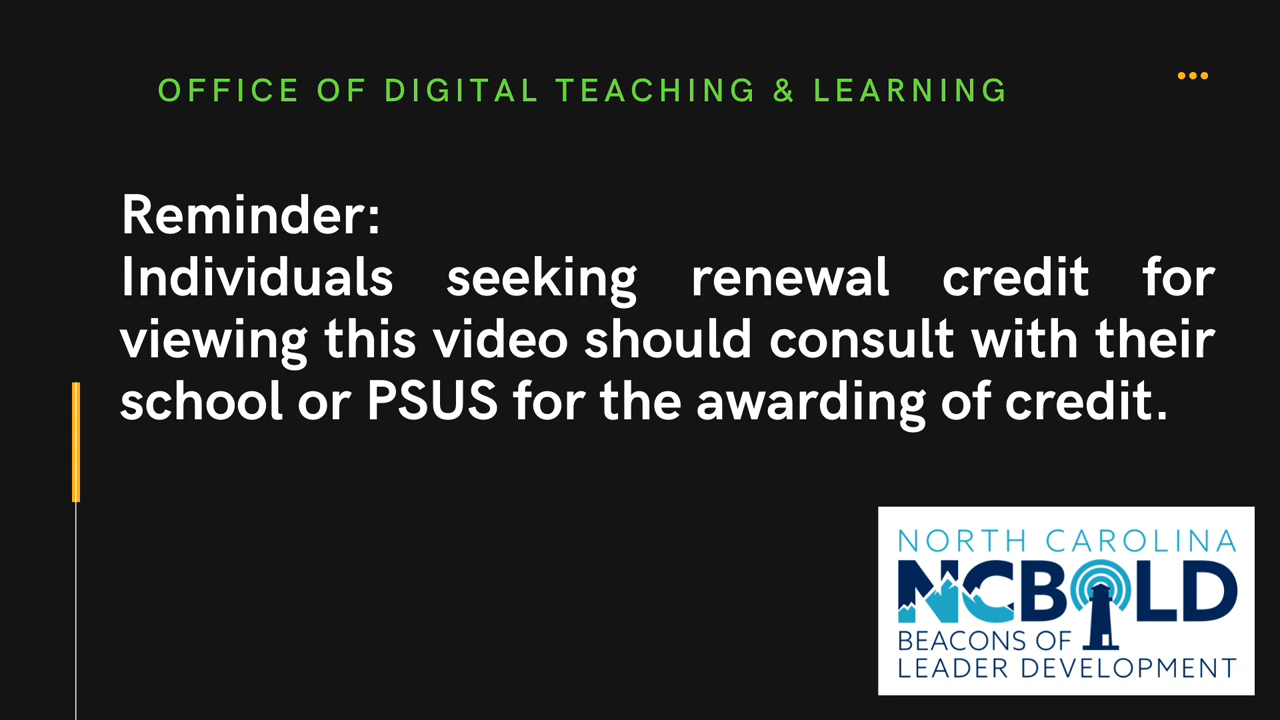 OFFICE OF DIGITAL TEACHING & LEARNING
Reminder:
Individuals seeking renewal credit for
viewing this video should consult with their
school or PSUS for the awarding of credit.
NORTH CAROLINA
NCBOLD
BEACONS OF
LEADER DEVELOPMENT